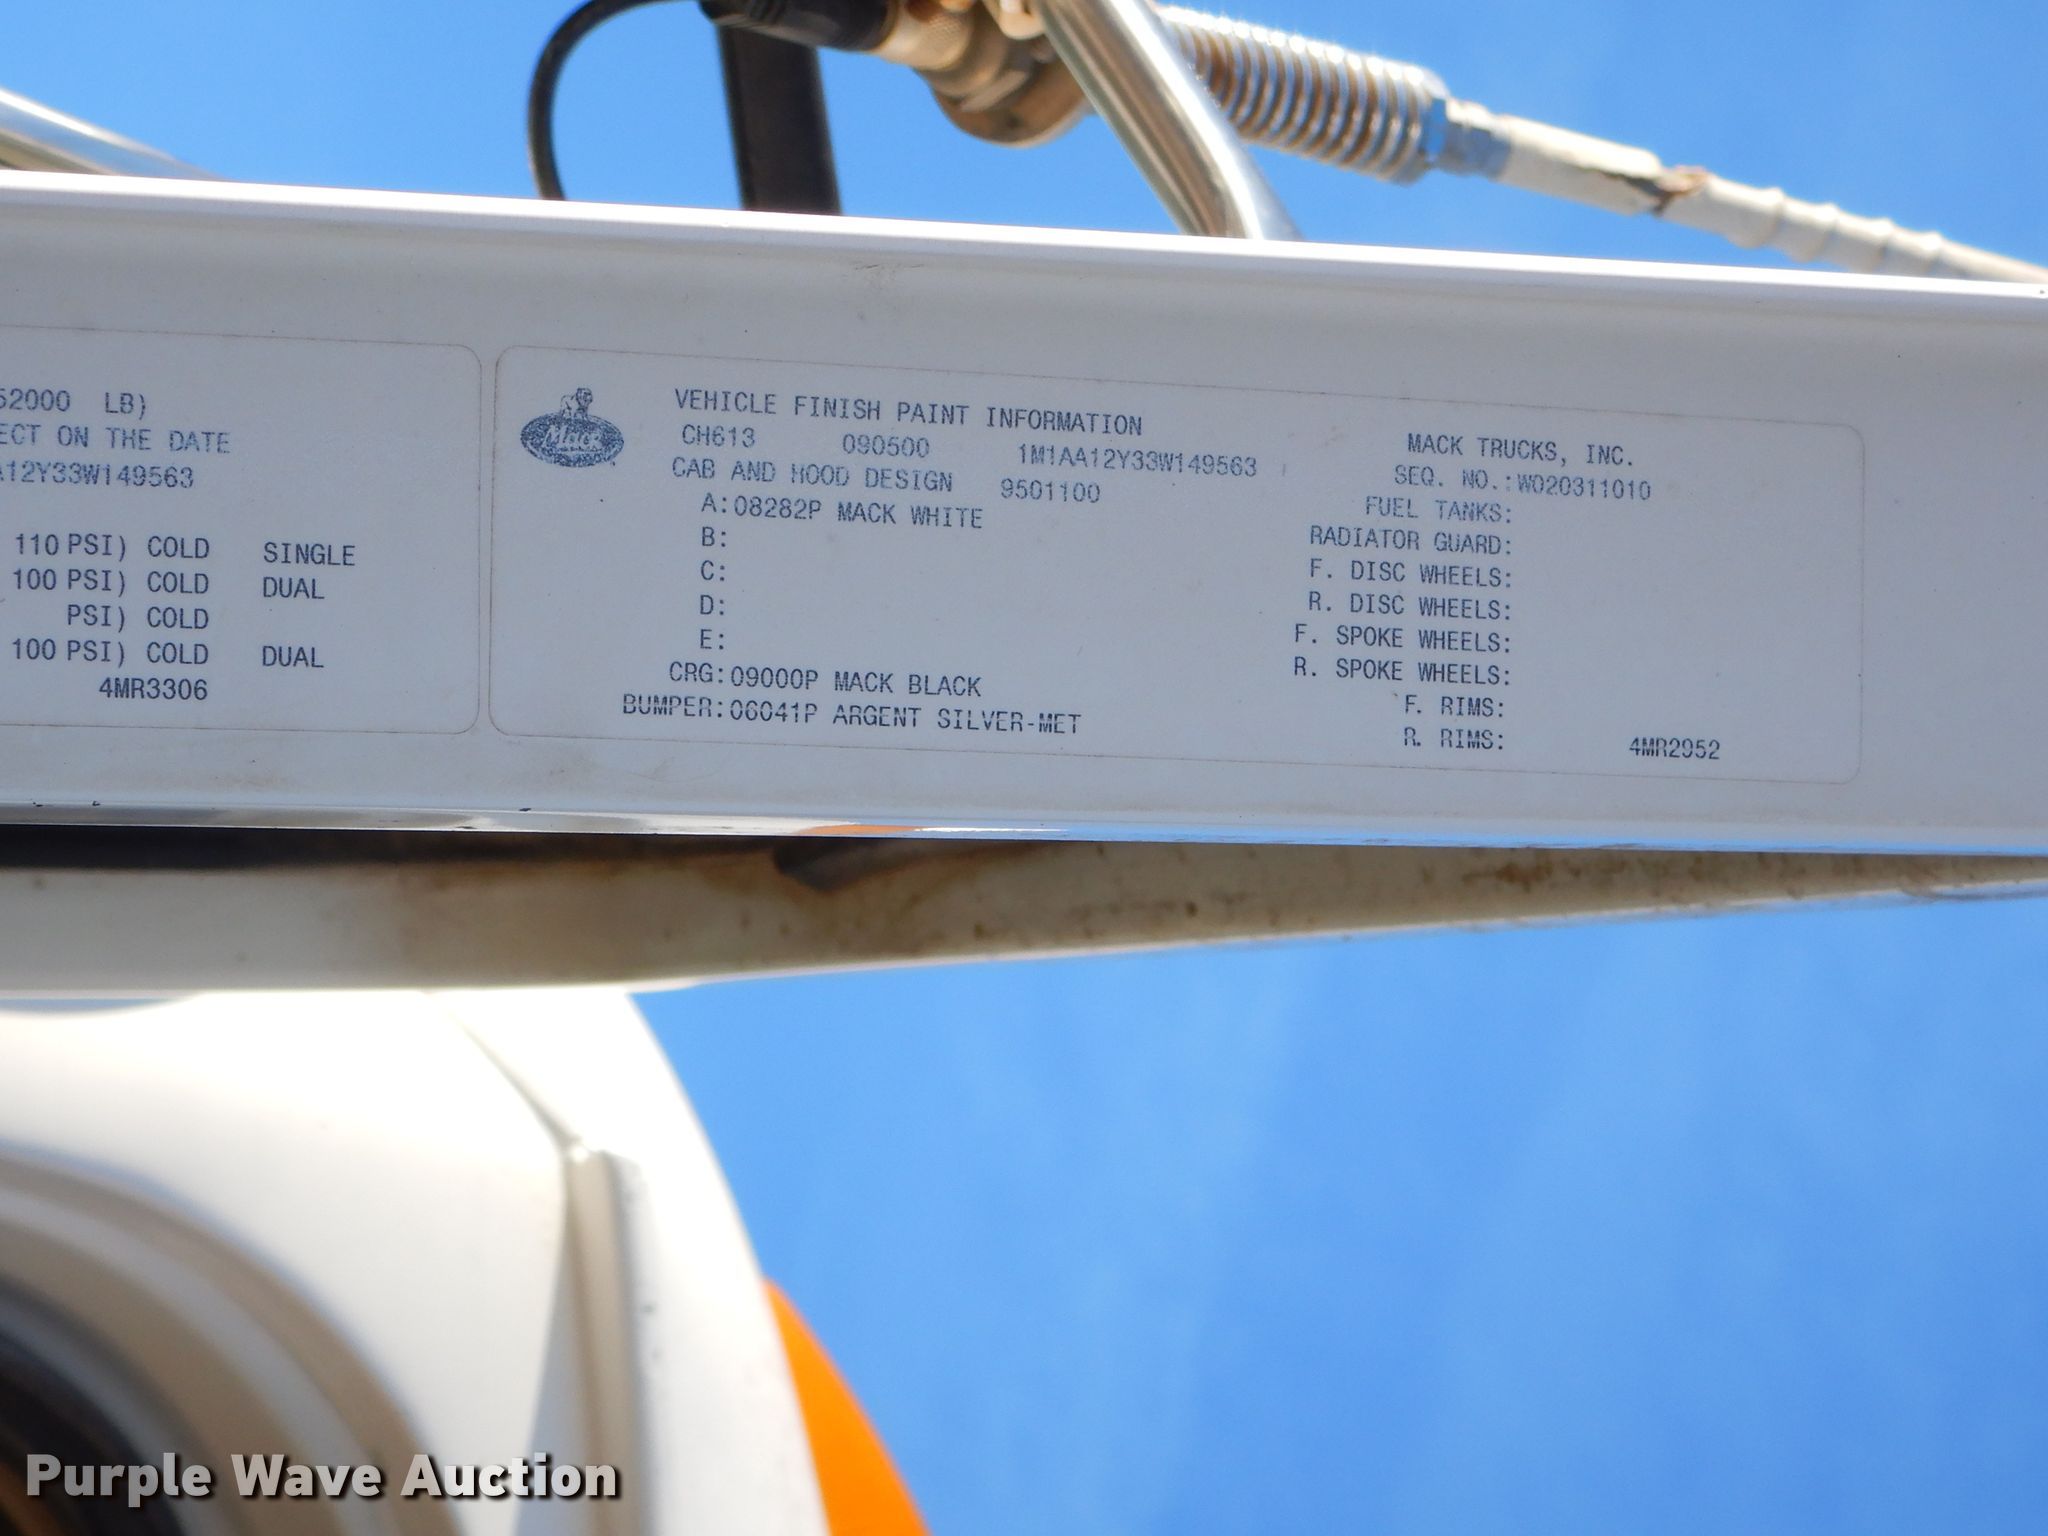 52000 LB)
ECT ON THE DATE
A12Y33W149563
110 PSI) COLD SINGLE
100 PSI) COLD DUAL
PSI) COLD
100 PSI) COLD DUAL
4MR3306
Mack
VEHICLE FINISH PAINT INFORMATION
CH613 090500 1M1AA12Y33W149563
CAB AND HOOD DESIGN 9501100
A:08282P MACK WHITE
B:
C:
D:
E:
CRG:09000P MACK BLACK
BUMPER:06041P ARGENT SILVER-MET
MACK TRUCKS, INC.
SEQ. NO.:W020311010
FUEL TANKS:
RADIATOR GUARD:
F. DISC WHEELS:
R. DISC WHEELS:
F. SPOKE WHEELS:
R. SPOKE WHEELS:
F. RIMS:
R. RIMS:
4MR2952
Purple Wave Auction